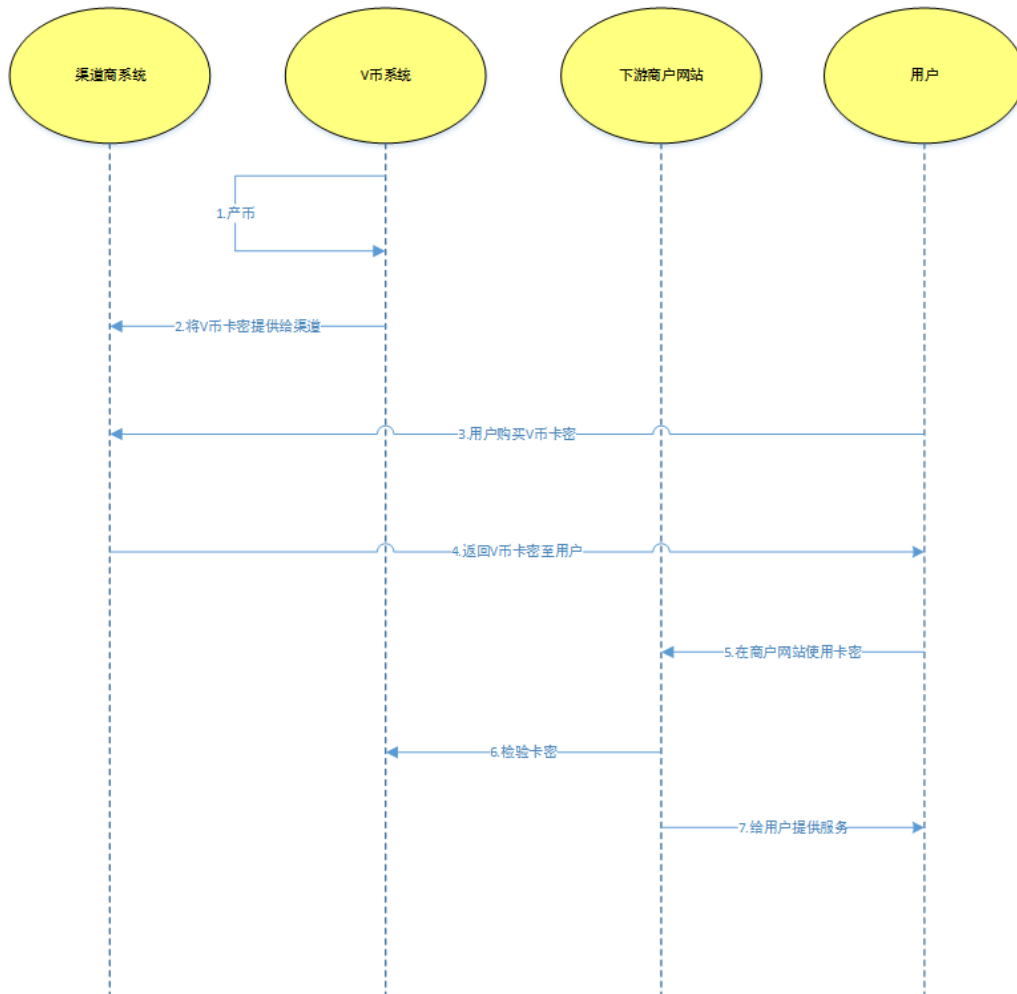 渠道商系统
V币系统
下游商户网站
用户
1.产币
2.将V币卡密提供给渠道
3.用户购买V币卡密
4.返回V币卡密至用户
5.在商户网站使用卡密
6.检验卡密
7.给用户提供服务